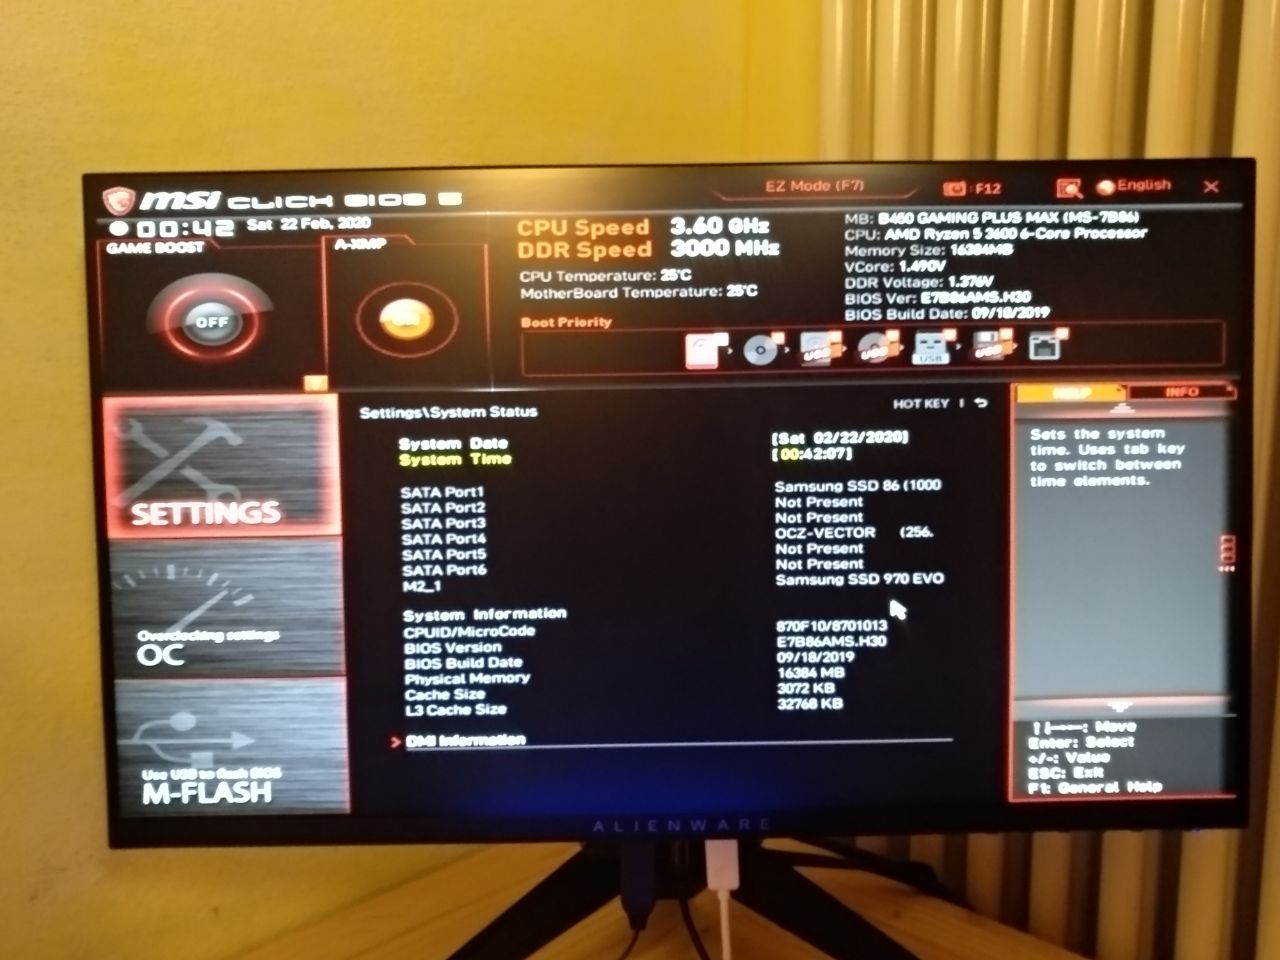 msi CLICK BIOS 5
EZ Mode (F7)
: F12
English
X
00:42 Sat 22 Feb, 2020
GAME BOOST
OFF
A-XMP
CPU Speed 3.60 GHz
DDR Speed 3000 MHz
CPU Temperature: 25°C
MotherBoard Temperature: 25°C
MB: B450 GAMING PLUS MAX (MS-7B86)
CPU: AMD Ryzen 5 2600 6-Core Processor
Memory Size: 16384MB
VCore: 1.490V
DDR Voltage: 1.376V
BIOS Ver: E7B86AMS.H30
BIOS Build Date: 09/18/2019
Boot Priority
USB USB USB USB
SETTINGS
Overclocking settings
OC
Use USB to flash BIOS
M-FLASH
Settings\System Status
HOT KEY |
System Date [Sat 02/22/2020]
System Time [00:42:07]
SATA Port1 Samsung SSD 86 (1000
SATA Port2 Not Present
SATA Port3 Not Present
SATA Port4 OCZ-VECTOR (256.
SATA Port5 Not Present
SATA Port6 Not Present
M2_1 Samsung SSD 970 EVO
System Information
CPUID/MicroCode 870F10/8701013
BIOS Version E7B86AMS.H30
BIOS Build Date 09/18/2019
Physical Memory 16384 MB
Cache Size 3072 KB
L3 Cache Size 32768 KB
> DMI Information
HELP
INFO
Sets the system
time. Uses tab key
to switch between
time elements.
: Move
Enter: Select
+/-: Value
ESC: Exit
F1: General Help
ALIENWARE